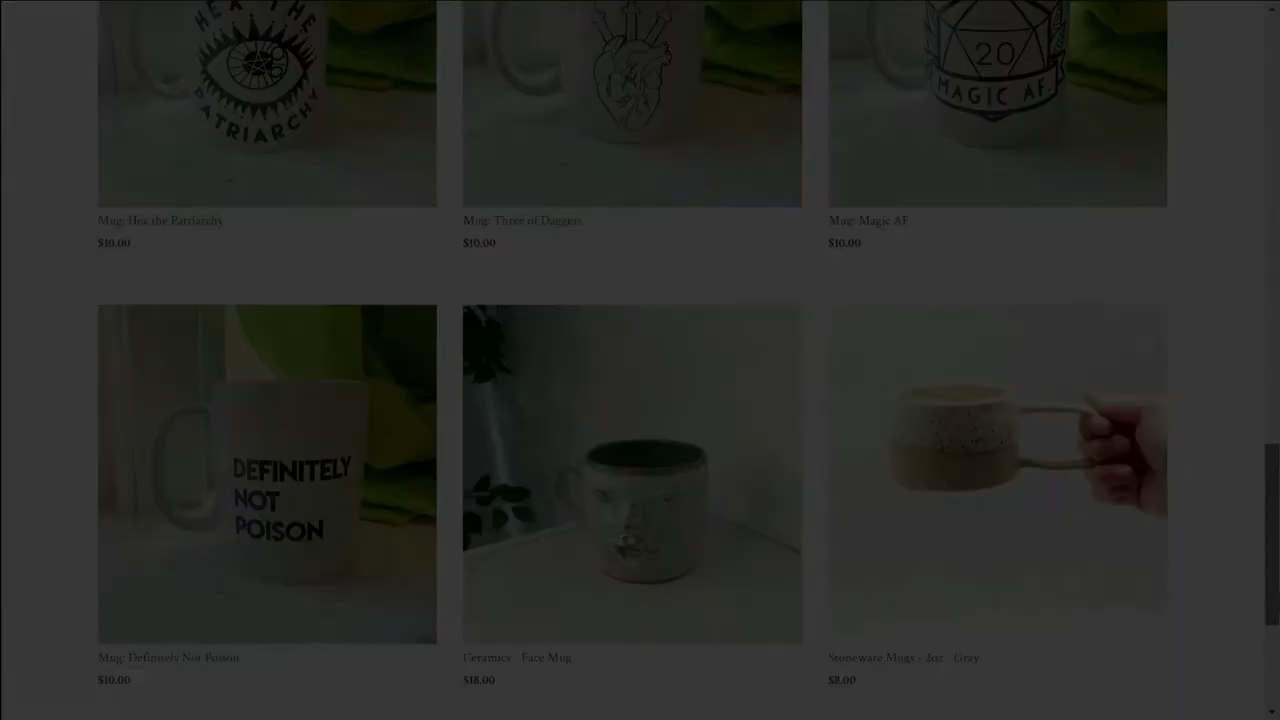 HEA THE
PATRIARCHY
20
MAGIC AF
Mug: Hea the Patriarchy
$10.00
Mug: Three of Daggers
$10.00
Mug: Magic AF
$10.00
DEFINITELY
NOT
POISON
Mug: Definitely Not Poison
$10.00
Ceramics - Face Mug
$18.00
Stoneware Mugs - 2oz - Gray
$8.00